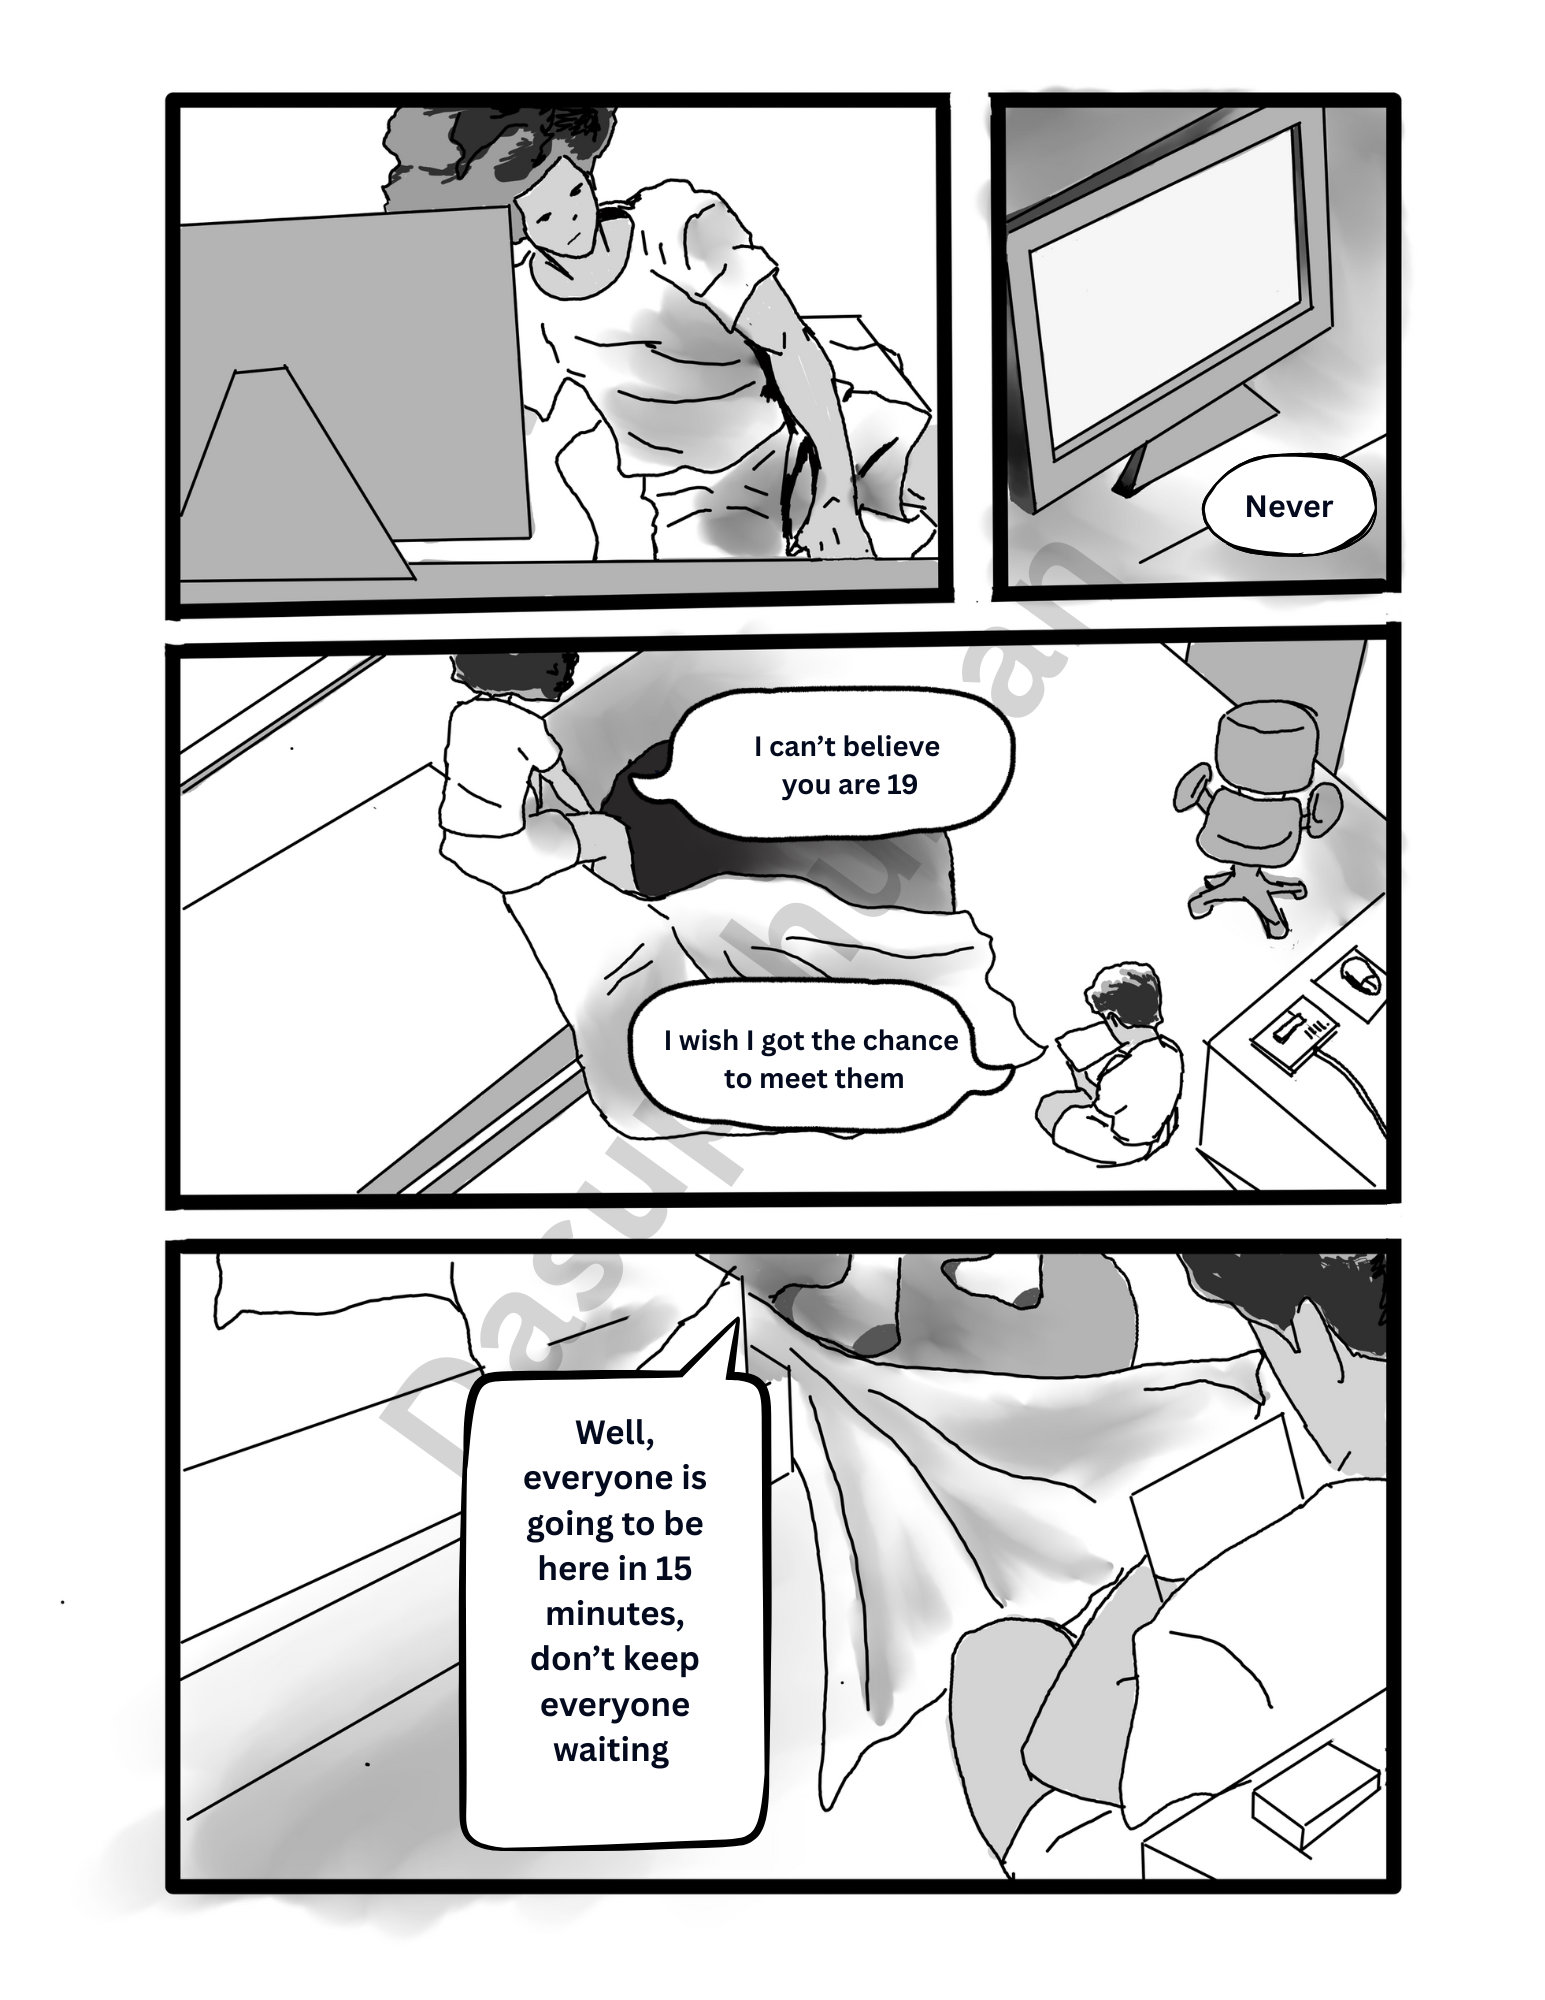 Never
I can’t believe
you are 19
I wish I got the chance
to meet them
Well,
everyone is
going to be
here in 15
minutes,
don’t keep
everyone
waiting